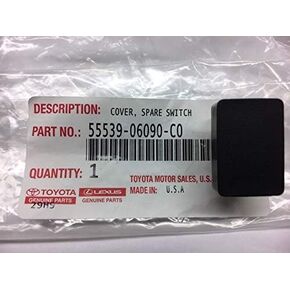 DESCRIPTION: COVER, SPARE SWITCH
PART NO.: 55539-06090-C0
QUANTITY: 1
TOYOTA MOTOR SALES, U.S.
MADE IN U.S.A
TOYOTA LEXUS
GENUINE PARTS GENUINE PARTS